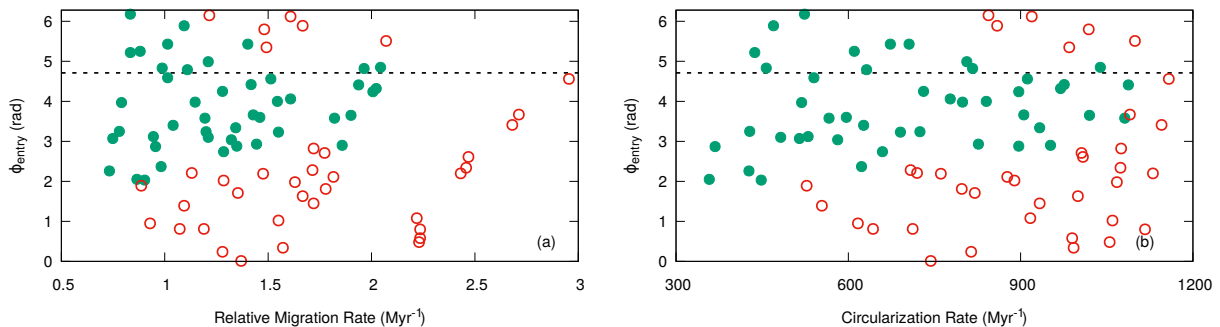 7
6
5
4
3
2
1
0
ϕentry (rad)
0.5 1 1.5 2 2.5 3
Relative Migration Rate (Myr-1)
(a)
7
6
5
4
3
2
1
0
ϕentry (rad)
300 600 900 1200
Circularization Rate (Myr-1)
(b)